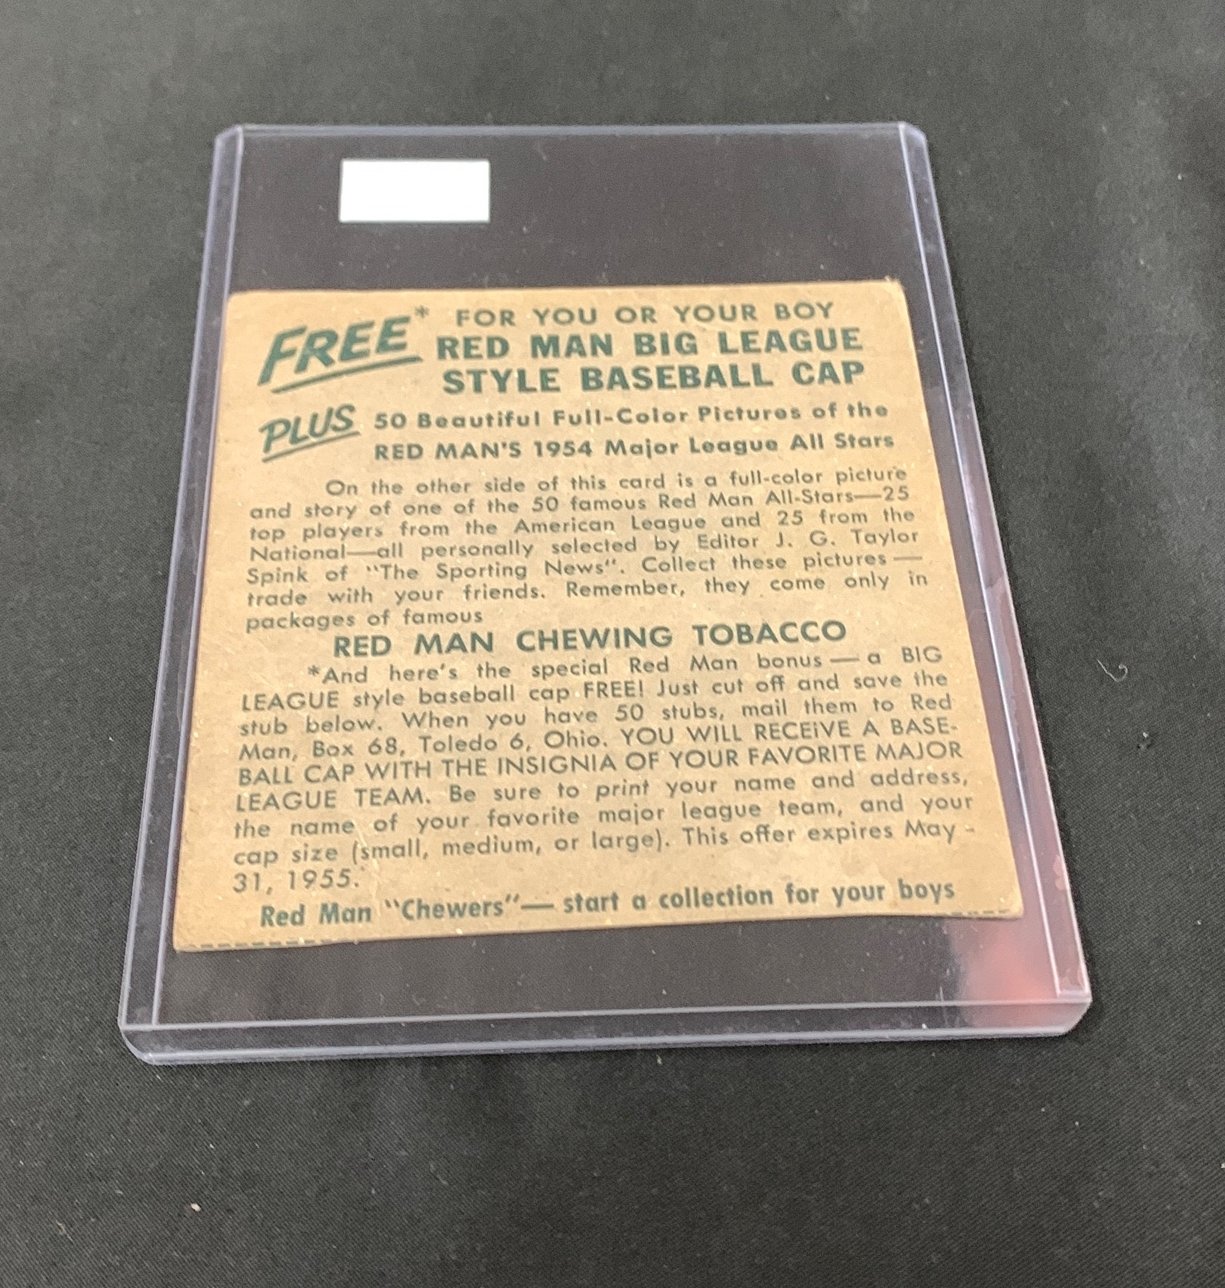 FREE* FOR YOU OR YOUR BOY
RED MAN BIG LEAGUE
STYLE BASEBALL CAP
PLUS 50 Beautiful Full-Color Pictures of the
RED MAN'S 1954 Major League All Stars
On the other side of this card is a full-color picture
and story of one of the 50 famous Red Man All-Stars—25
top players from the American League and 25 from the
National—all personally selected by Editor J. G. Taylor
Spink of "The Sporting News". Collect these pictures—
trade with your friends. Remember, they come only in
packages of famous
RED MAN CHEWING TOBACCO
*And here's the special Red Man bonus—a BIG
LEAGUE style baseball cap FREE! Just cut off and save the
stub below. When you have 50 stubs, mail them to Red
Man, Box 68, Toledo 6, Ohio. YOU WILL RECEIVE A BASE-
BALL CAP WITH THE INSIGNIA OF YOUR FAVORITE MAJOR
LEAGUE TEAM. Be sure to print your name and address,
the name of your favorite major league team, and your
cap size (small, medium, or large). This offer expires May
31, 1955.
Red Man "Chewers"—start a collection for your boys